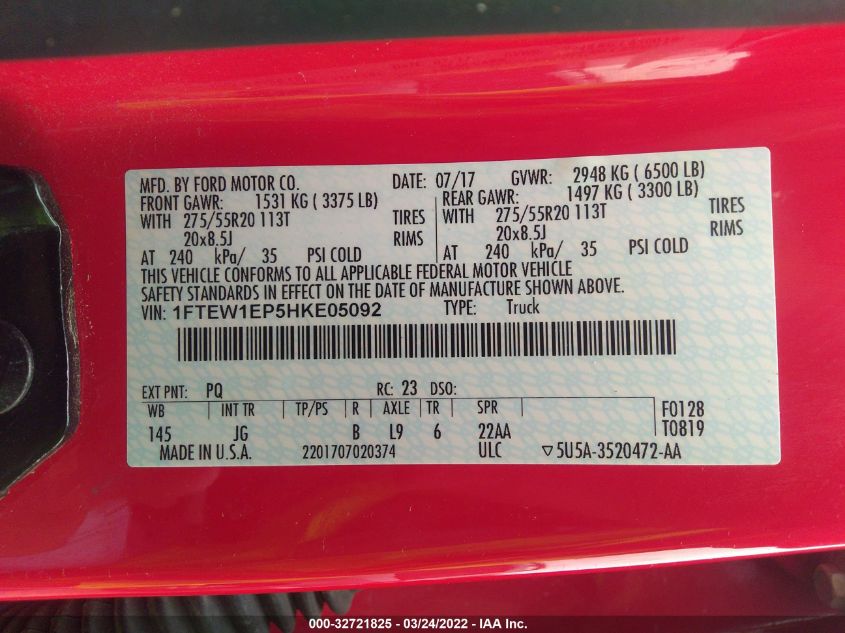 MFD. BY FORD MOTOR CO. DATE: 07/17 GVWR: 2948 KG ( 6500 LB)
FRONT GAWR: 1531 KG ( 3375 LB) REAR GAWR: 1497 KG ( 3300 LB)
WITH 275/55R20 113T TIRES WITH 275/55R20 113T TIRES
20x8.5J RIMS 20x8.5J RIMS
AT 240 kPa/ 35 PSI COLD AT 240 kPa/ 35 PSI COLD
THIS VEHICLE CONFORMS TO ALL APPLICABLE FEDERAL MOTOR VEHICLE
SAFETY STANDARDS IN EFFECT ON THE DATE OF MANUFACTURE SHOWN ABOVE.
VIN: 1FTEW1EP5HKE05092 TYPE: Truck
EXT PNT: PQ RC: 23 DSO:
WB INT TR TP/PS R AXLE TR SPR F0128
145 JG B L9 6 22AA T0819
MADE IN U.S.A. 2201707020374 ULC ▽5U5A-3520472-AA
000-32721825 - 03/24/2022 - IAA Inc.